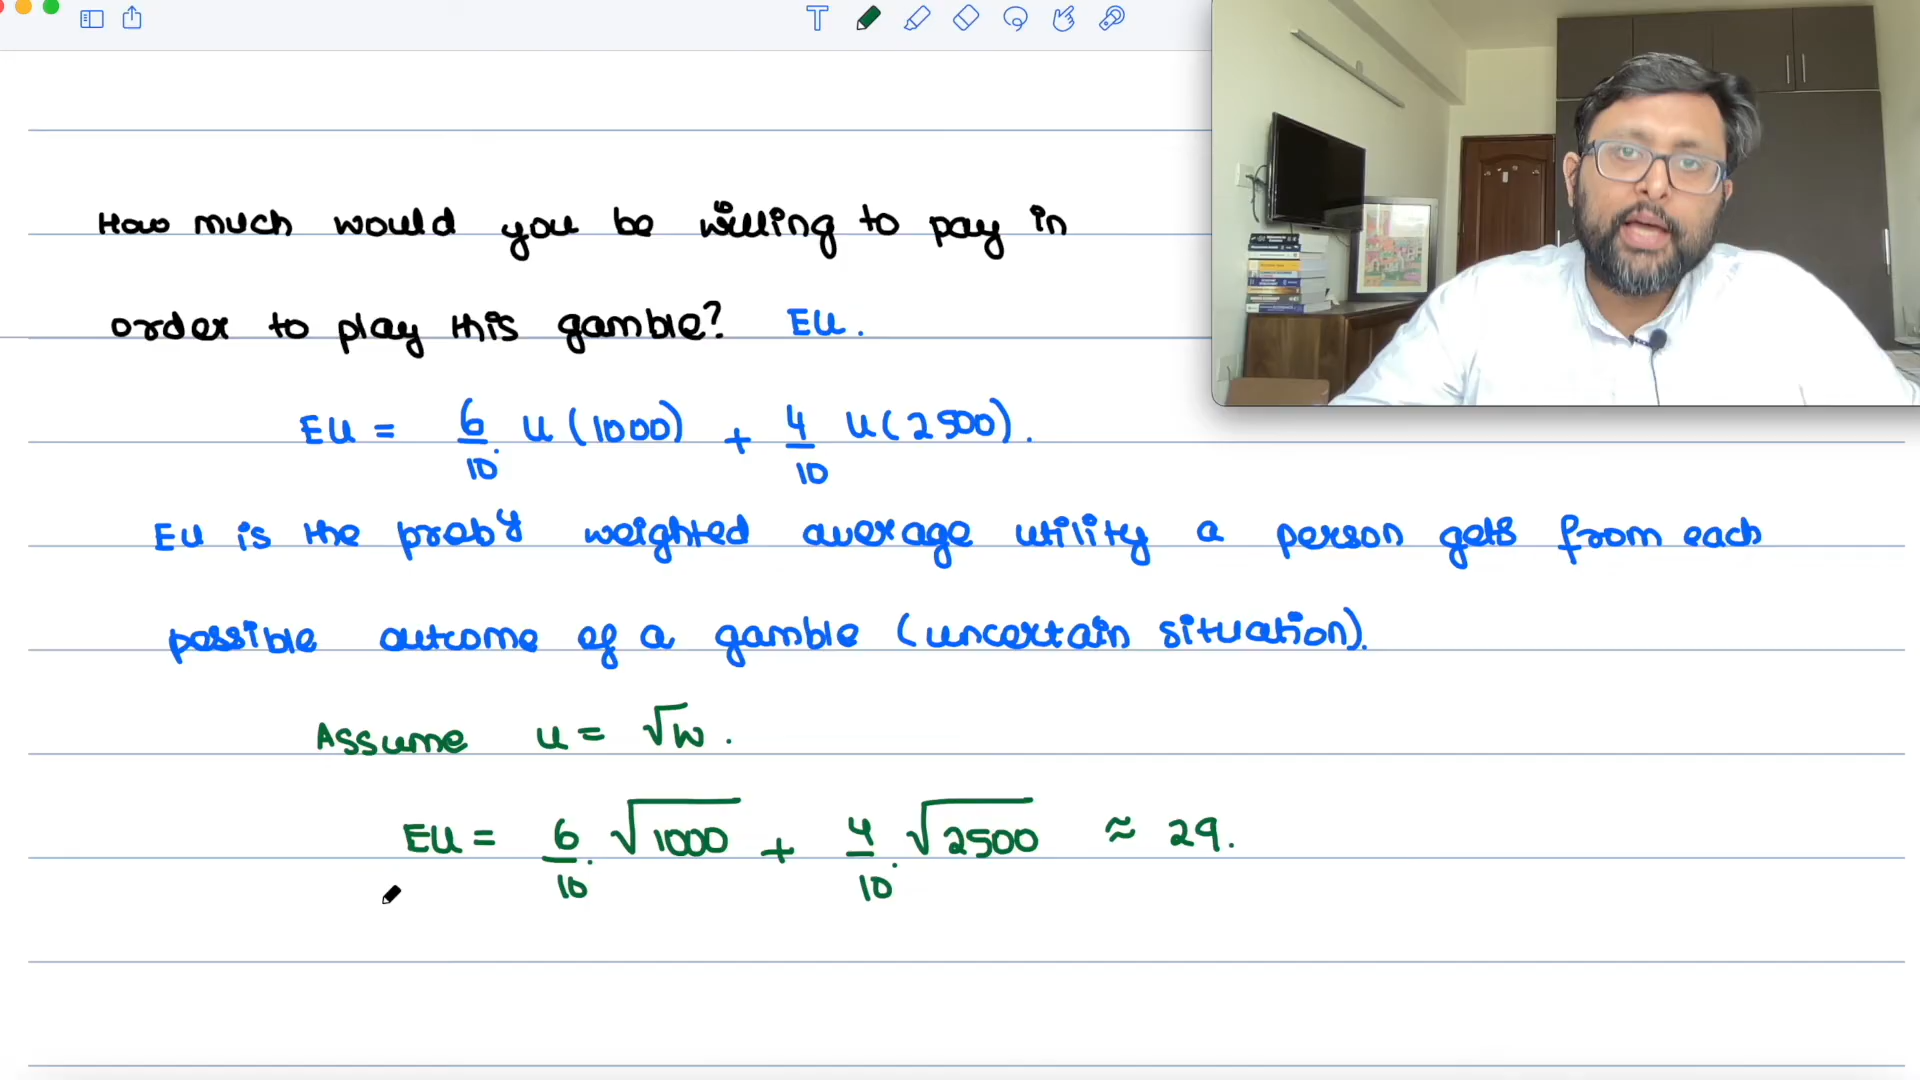 How much would you be willing to pay in
order to play this gamble? EU.
EU = 6/10. u(1000) + 4/10 u(2500).
EU is the prob^y weighted average utility a person gets from each
possible outcome of a gamble (uncertain situation).
Assume u = √w.
EU = 6/10. √1000 + 4/10. √2500 ≈ 29.